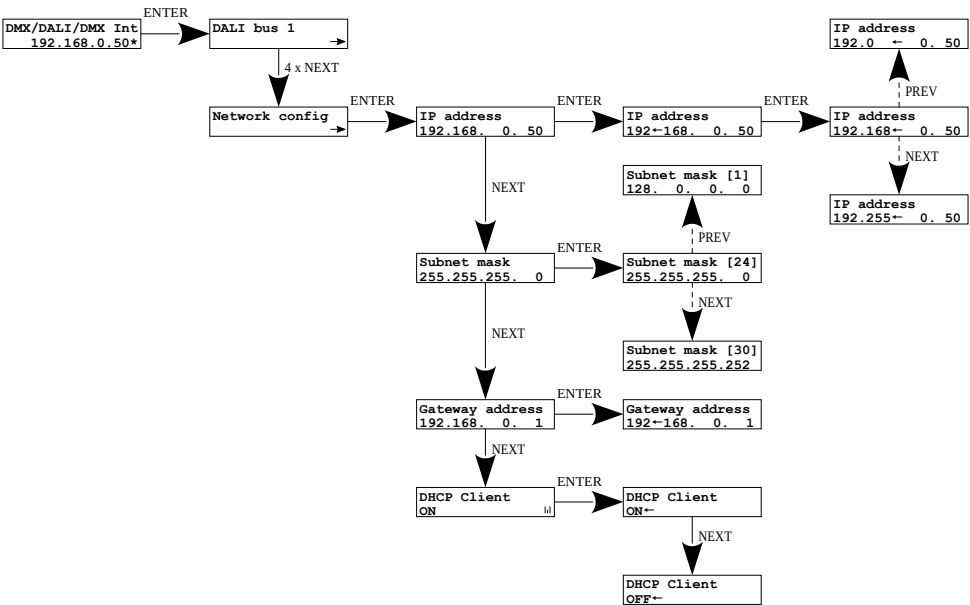 ENTER
DMX/DALI/DMX Int
192.168.0.50*
DALI bus 1
→
4 x NEXT
Network config
→
ENTER
IP address
192.168.  0. 50
ENTER
IP address
192←168.  0. 50
ENTER
IP address
192.168←  0. 50
PREV
IP address
192.0  ←  0. 50
NEXT
IP address
192.255←  0. 50
NEXT
Subnet mask
255.255.255.  0
ENTER
Subnet mask [24]
255.255.255.  0
PREV
Subnet mask [1]
128.  0.  0.  0
NEXT
Subnet mask [30]
255.255.255.252
NEXT
Gateway address
192.168.  0.  1
ENTER
Gateway address
192←168.  0.  1
NEXT
DHCP Client
ON
ENTER
DHCP Client
ON←
NEXT
DHCP Client
OFF←